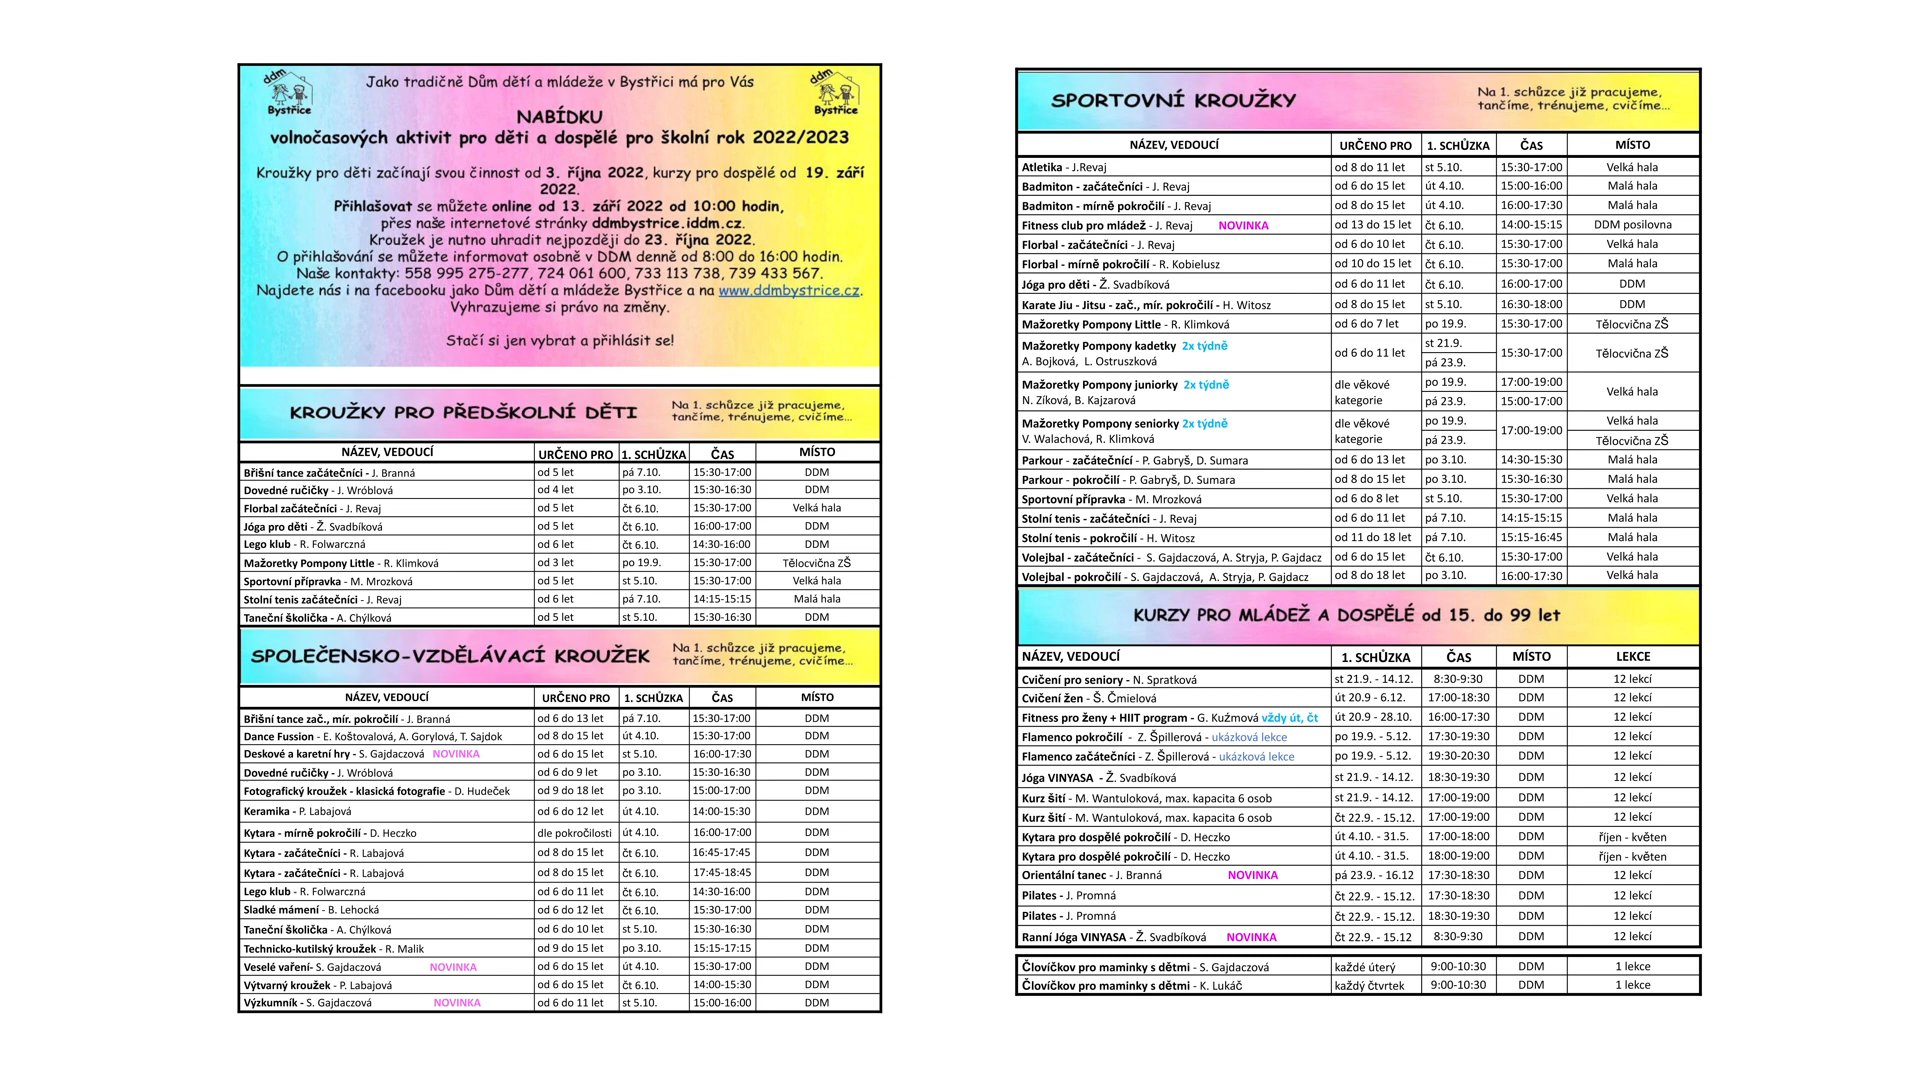 ddm
Bystřice
ddm
Bystřice
Jako tradičně Dům dětí a mládeže v Bystřici má pro Vás
NABÍDKU
volnočasových aktivit pro děti a dospělé pro školní rok 2022/2023
Kroužky pro děti začínají svou činnost od 3. října 2022, kurzy pro dospělé od 19. září
2022.
Přihlašovat se můžete online od 13. září 2022 od 10:00 hodin,
přes naše internetové stránky ddmbystrice.iddm.cz.
Kroužek je nutno uhradit nejpozději do 23. října 2022.
O přihlašování se můžete informovat osobně v DDM denně od 8:00 do 16:00 hodin.
Naše kontakty: 558 995 275-277, 724 061 600, 733 113 738, 739 433 567.
Najdete nás i na facebooku jako Dům dětí a mládeže Bystřice a na www.ddmbystrice.cz.
Vyhrazujeme si právo na změny.
Stačí si jen vybrat a přihlásit se!
KROUŽKY PRO PŘEDŠKOLNÍ DĚTI
Na 1. schůzce již pracujeme,
tančíme, trénujeme, cvičíme...
NÁZEV, VEDOUCÍ URČENO PRO 1. SCHŮZKA ČAS MÍSTO
Břišní tance začátečníci - J. Branná od 5 let pá 7.10. 15:30-17:00 DDM
Dovedné ručičky - J. Wróblová od 4 let po 3.10. 15:30-16:30 DDM
Florbal začátečníci - J. Revaj od 5 let čt 6.10. 15:30-17:00 Velká hala
Jóga pro děti - Ž. Svadbíková od 5 let čt 6.10. 16:00-17:00 DDM
Lego klub - R. Folwarczná od 6 let čt 6.10. 14:30-16:00 DDM
Mažoretky Pompony Little - R. Klimková od 3 let po 19.9. 15:30-17:00 Tělocvična ZŠ
Sportovní přípravka - M. Mrozková od 5 let st 5.10. 15:30-17:00 Velká hala
Stolní tenis začátečníci - J. Revaj od 6 let pá 7.10. 14:15-15:15 Malá hala
Taneční školička - A. Chýlková od 5 let st 5.10. 15:30-16:30 DDM
SPOLEČENSKO-VZDĚLÁVACÍ KROUŽEK
Na 1. schůzce již pracujeme,
tančíme, trénujeme, cvičíme...
NÁZEV, VEDOUCÍ URČENO PRO 1. SCHŮZKA ČAS MÍSTO
Břišní tance zač., mír. pokročilí - J. Branná od 6 do 13 let pá 7.10. 15:30-17:00 DDM
Dance Fussion - E. Koštovalová, A. Gorylová, T. Sajdok od 8 do 15 let út 4.10. 15:30-17:00 DDM
Deskové a karetní hry - S. Gajdaczová NOVINKA od 6 do 15 let st 5.10. 16:00-17:30 DDM
Dovedné ručičky - J. Wróblová od 6 do 9 let po 3.10. 15:30-16:30 DDM
Fotografický kroužek - klasická fotografie - D. Hudeček od 9 do 18 let po 3.10. 15:00-17:00 DDM
Keramika - P. Labajová od 6 do 12 let út 4.10. 14:00-15:30 DDM
Kytara - mírně pokročilí - D. Heczko dle pokročilosti út 4.10. 16:00-17:00 DDM
Kytara - začátečníci - R. Labajová od 8 do 15 let čt 6.10. 16:45-17:45 DDM
Kytara - začátečníci - R. Labajová od 8 do 15 let čt 6.10. 17:45-18:45 DDM
Lego klub - R. Folwarczná od 6 do 11 let čt 6.10. 14:30-16:00 DDM
Sladké mámení - B. Lehocká od 6 do 12 let čt 6.10. 15:30-17:00 DDM
Taneční školička - A. Chýlková od 6 do 10 let st 5.10. 15:30-16:30 DDM
Technicko-kutilský kroužek - R. Malik od 9 do 15 let po 3.10. 15:15-17:15 DDM
Veselé vaření- S. Gajdaczová NOVINKA od 6 do 15 let út 4.10. 15:30-17:00 DDM
Výtvarný kroužek - P. Labajová od 6 do 15 let čt 6.10. 14:00-15:30 DDM
Výzkumník - S. Gajdaczová NOVINKA od 6 do 11 let st 5.10. 15:00-16:00 DDM
SPORTOVNÍ KROUŽKY
Na 1. schůzce již pracujeme,
tančíme, trénujeme, cvičíme...
NÁZEV, VEDOUCÍ URČENO PRO 1. SCHŮZKA ČAS MÍSTO
Atletika - J.Revaj od 8 do 11 let st 5.10. 15:30-17:00 Velká hala
Badmiton - začátečníci - J. Revaj od 6 do 15 let út 4.10. 15:00-16:00 Malá hala
Badmiton - mírně pokročilí - J. Revaj od 8 do 15 let út 4.10. 16:00-17:30 Malá hala
Fitness club pro mládež - J. Revaj NOVINKA od 13 do 15 let čt 6.10. 14:00-15:15 DDM posilovna
Florbal - začátečníci - J. Revaj od 6 do 10 let čt 6.10. 15:30-17:00 Velká hala
Florbal - mírně pokročilí - R. Kobielusz od 10 do 15 let čt 6.10. 15:30-17:00 Malá hala
Jóga pro děti - Ž. Svadbíková od 6 do 11 let čt 6.10. 16:00-17:00 DDM
Karate Jiu - Jitsu - zač., mír. pokročilí - H. Witosz od 8 do 15 let st 5.10. 16:30-18:00 DDM
Mažoretky Pompony Little - R. Klimková od 6 do 7 let po 19.9. 15:30-17:00 Tělocvična ZŠ
Mažoretky Pompony kadetky 2x týdně st 21.9.
A. Bojková, L. Ostruszková od 6 do 11 let pá 23.9. 15:30-17:00 Tělocvična ZŠ
Mažoretky Pompony juniorky 2x týdně dle věkové po 19.9. 17:00-19:00
N. Zíková, B. Kajzarová kategorie pá 23.9. 15:00-17:00 Velká hala
Mažoretky Pompony seniorky 2x týdně dle věkové po 19.9. Velká hala
V. Walachová, R. Klimková kategorie pá 23.9. 17:00-19:00 Tělocvična ZŠ
Parkour - začátečnící - P. Gabryš, D. Sumara od 6 do 13 let po 3.10. 14:30-15:30 Malá hala
Parkour - pokročilí - P. Gabryš, D. Sumara od 8 do 15 let po 3.10. 15:30-16:30 Malá hala
Sportovní přípravka - M. Mrozková od 6 do 8 let st 5.10. 15:30-17:00 Velká hala
Stolní tenis - začátečníci - J. Revaj od 6 do 11 let pá 7.10. 14:15-15:15 Malá hala
Stolní tenis - pokročilí - H. Witosz od 11 do 18 let pá 7.10. 15:15-16:45 Malá hala
Volejbal - začátečníci - S. Gajdaczová, A. Stryja, P. Gajdacz od 6 do 15 let čt 6.10. 15:30-17:00 Velká hala
Volejbal - pokročilí - S. Gajdaczová, A. Stryja, P. Gajdacz od 8 do 18 let po 3.10. 16:00-17:30 Velká hala
KURZY PRO MLÁDEŽ A DOSPĚLÉ od 15. do 99 let
NÁZEV, VEDOUCÍ 1. SCHŮZKA ČAS MÍSTO LEKCE
Cvičení pro seniory - N. Spratková st 21.9. - 14.12. 8:30-9:30 DDM 12 lekcí
Cvičení žen - Š. Čmielová út 20.9 - 6.12. 17:00-18:30 DDM 12 lekcí
Fitness pro ženy + HIIT program - G. Kuźmová vždy út, čt út 20.9 - 28.10. 16:00-17:30 DDM 12 lekcí
Flamenco pokročilí - Z. Špillerová - ukázková lekce po 19.9. - 5.12. 17:30-19:30 DDM 12 lekcí
Flamenco začátečníci - Z. Špillerová - ukázková lekce po 19.9. - 5.12. 19:30-20:30 DDM 12 lekcí
Jóga VINYASA - Ž. Svadbíková st 21.9. - 14.12. 18:30-19:30 DDM 12 lekcí
Kurz šití - M. Wantuloková, max. kapacita 6 osob st 21.9. - 14.12. 17:00-19:00 DDM 12 lekcí
Kurz šití - M. Wantuloková, max. kapacita 6 osob čt 22.9. - 15.12. 17:00-19:00 DDM 12 lekcí
Kytara pro dospělé pokročilí - D. Heczko út 4.10. - 31.5. 17:00-18:00 DDM říjen - květen
Kytara pro dospělé pokročilí - D. Heczko út 4.10. - 31.5. 18:00-19:00 DDM říjen - květen
Orientální tanec - J. Branná NOVINKA pá 23.9. - 16.12 17:30-18:30 DDM 12 lekcí
Pilates - J. Promná čt 22.9. - 15.12. 17:30-18:30 DDM 12 lekcí
Pilates - J. Promná čt 22.9. - 15.12. 18:30-19:30 DDM 12 lekcí
Ranní Jóga VINYASA - Ž. Svadbíková NOVINKA čt 22.9. - 15.12 8:30-9:30 DDM 12 lekcí
Človíčkov pro maminky s dětmi - S. Gajdaczová každé úterý 9:00-10:30 DDM 1 lekce
Človíčkov pro maminky s dětmi - K. Lukáč každý čtvrtek 9:00-10:30 DDM 1 lekce